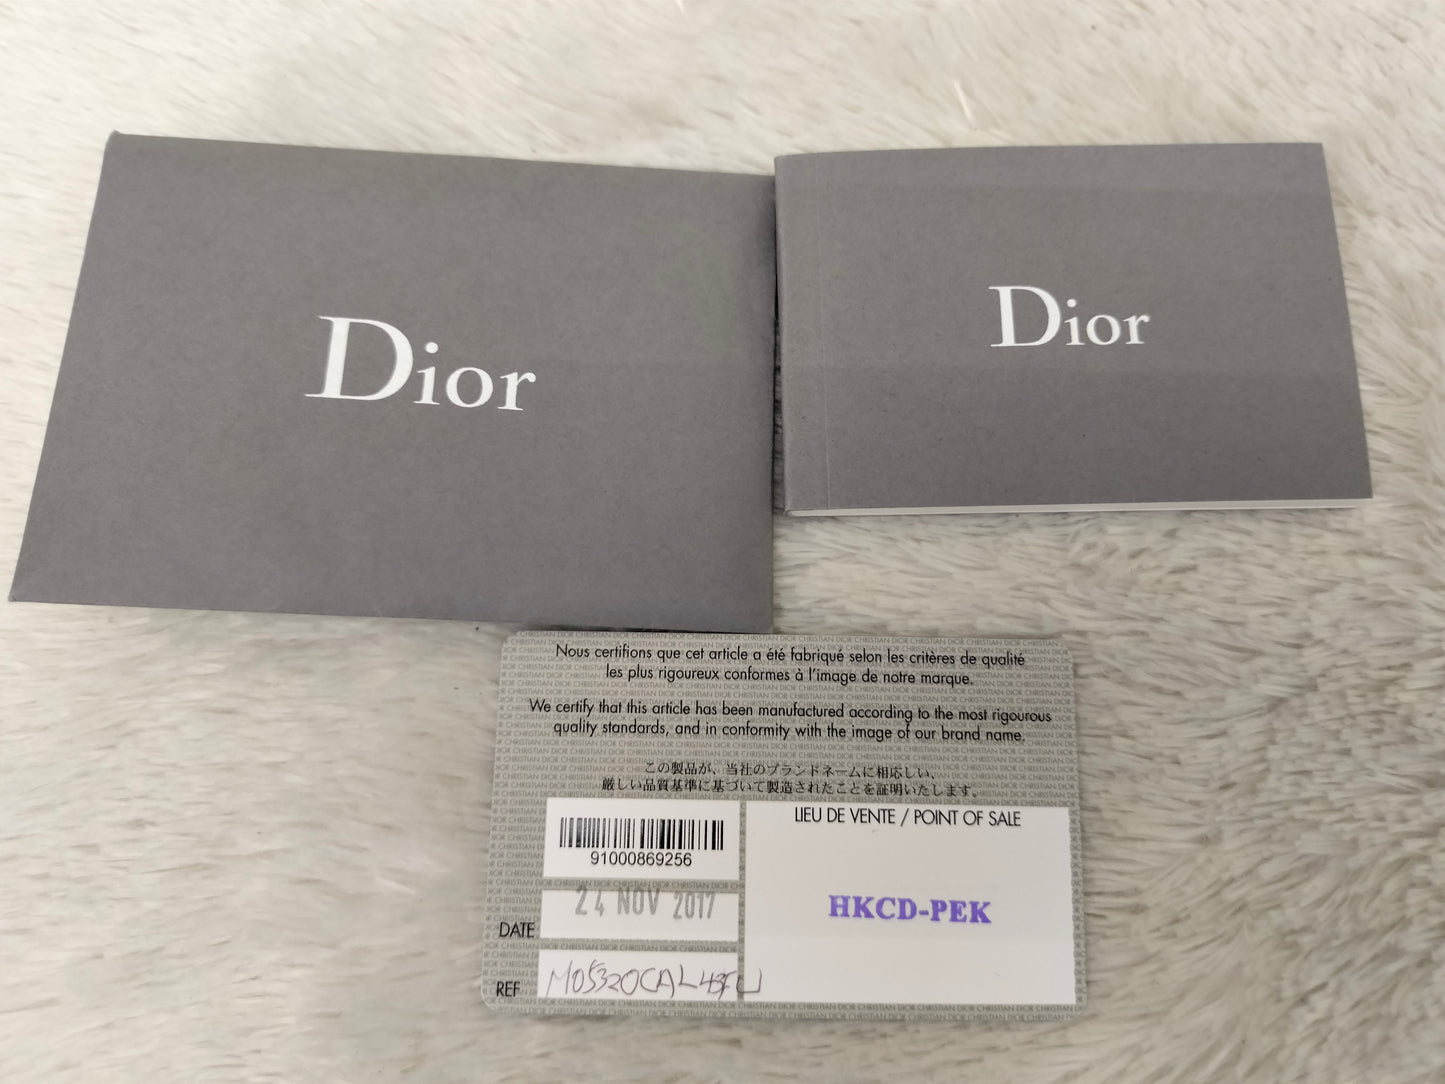 Dior
Dior
Nous certifions que cet article a été fabriqué selon les critères de qualité
les plus rigoureux conformes à l'image de notre marque.
We certify that this article has been manufactured according to the most rigourous
quality standards, and in conformity with the image of our brand name.
この製品が、当社のブランドネームに相応しい、
厳しい品質基準に基づいて製造されたことを証明いたします。
LIEU DE VENTE / POINT OF SALE
91000869256
DATE 24 NOV 2017
HKCD-PEK
REF